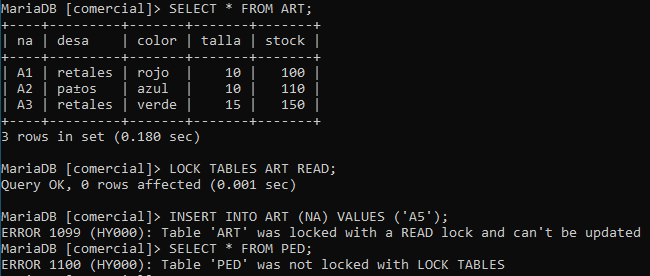 MariaDB [comercial]> SELECT * FROM ART;
+----+---------+-------+-------+-------+
| na | desa    | color | talla | stock |
+----+---------+-------+-------+-------+
| A1 | retales | rojo  |    10 |   100 |
| A2 | pa±os   | azul  |    10 |   110 |
| A3 | retales | verde |    15 |   150 |
+----+---------+-------+-------+-------+
3 rows in set (0.180 sec)
MariaDB [comercial]> LOCK TABLES ART READ;
Query OK, 0 rows affected (0.001 sec)
MariaDB [comercial]> INSERT INTO ART (NA) VALUES ('A5');
ERROR 1099 (HY000): Table 'ART' was locked with a READ lock and can't be updated
MariaDB [comercial]> SELECT * FROM PED;
ERROR 1100 (HY000): Table 'PED' was not locked with LOCK TABLES